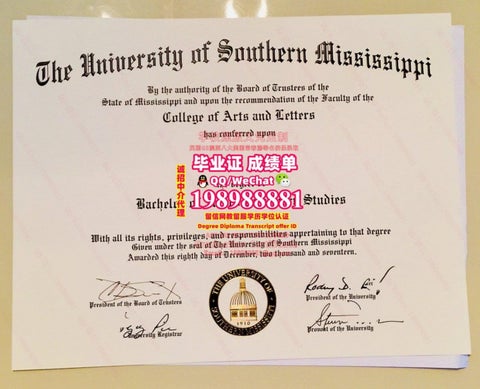 The University of Southern Mississippi
By the authority of the Board of Trustees of the
State of Mississippi and upon the recommendation of the Faculty of the
College of Arts and Letters
has conferred upon
毕业证 成绩单
QQ/WeChat
诚招中介代理
198988881
Studies
留信网教留服学历学位认证
Degree Diploma Transcript offer ID
With all its rights, privileges, and responsibilities appertaining to that degree
Given under the seal of The University of Southern Mississippi
Awarded this eighth day of December, two thousand and seventeen.
President of the Board of Trustees
President of the University
University Registrar
Provost of the University
THE UNIVERSITY OF
1910